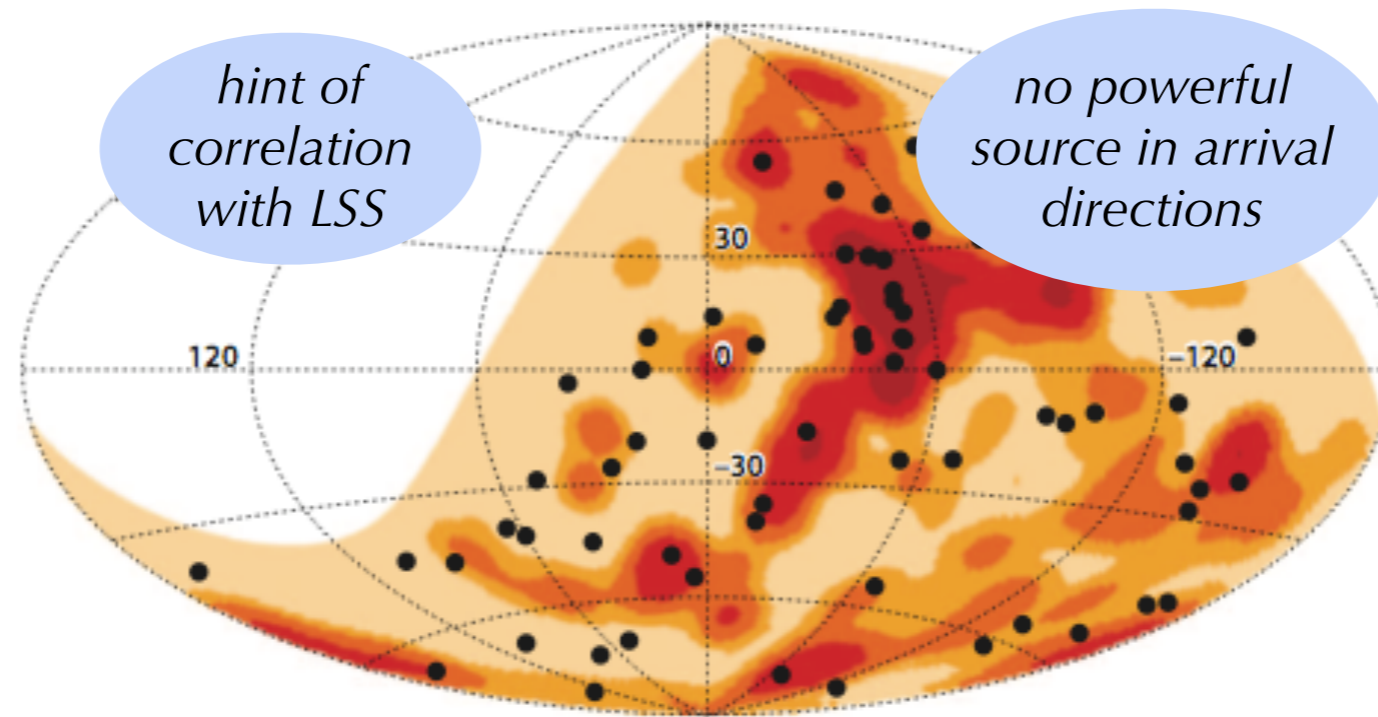 hint of
correlation
with LSS
no powerful
source in arrival
directions
30
120
0
−120
−30